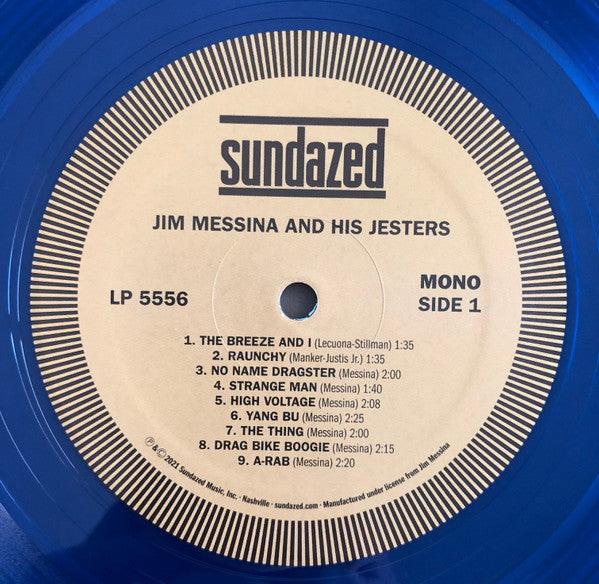 sundazed
JIM MESSINA AND HIS JESTERS
LP 5556
MONO
SIDE 1
1. THE BREEZE AND I (Lecuona-Stillman) 1:35
2. RAUNCHY (Manker-Justis Jr.) 1:35
3. NO NAME DRAGSTER (Messina) 2:00
4. STRANGE MAN (Messina) 1:40
5. HIGH VOLTAGE (Messina) 2:08
6. YANG BU (Messina) 2:25
7. THE THING (Messina) 2:00
8. DRAG BIKE BOOGIE (Messina) 2:15
9. A-RAB (Messina) 2:20
℗ & © 2021 Sundazed Music, Inc. · Nashville · sundazed.com · Manufactured under license from Jim Messina